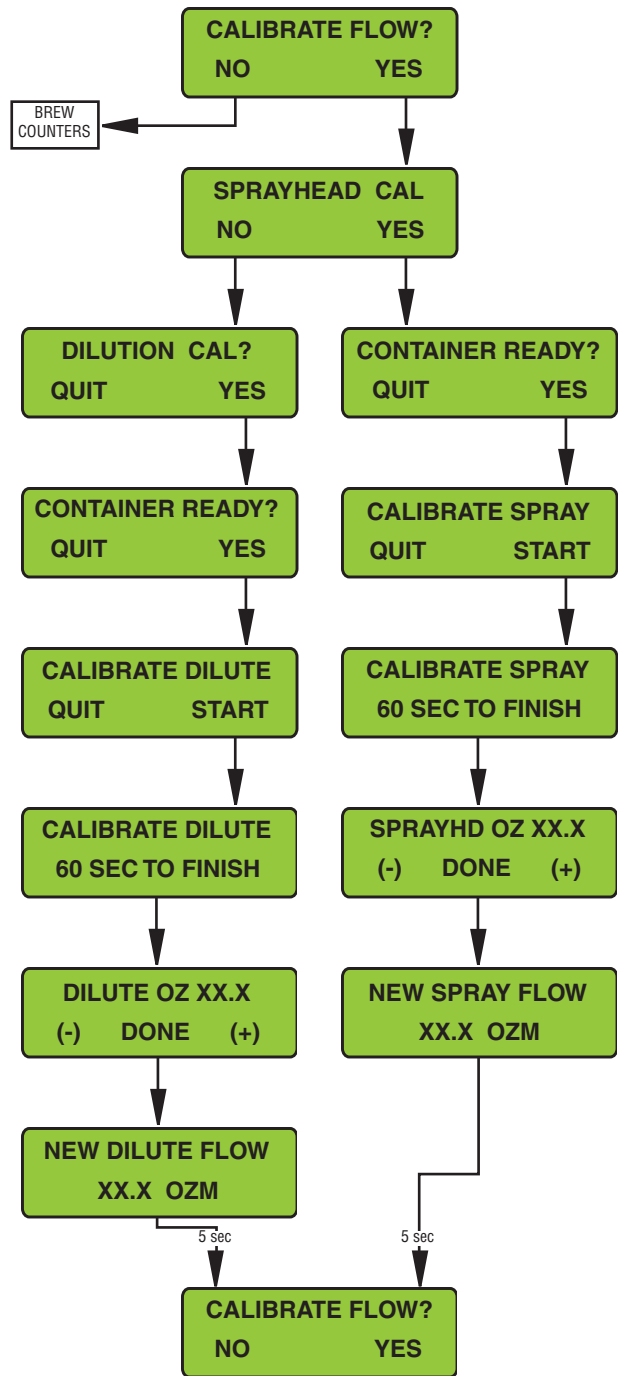 CALIBRATE FLOW?
NO YES
BREW
COUNTERS
SPRAYHEAD CAL
NO YES
DILUTION CAL?
QUIT YES
CONTAINER READY?
QUIT YES
CALIBRATE DILUTE
QUIT START
CALIBRATE DILUTE
60 SEC TO FINISH
DILUTE OZ XX.X
(-) DONE (+)
NEW DILUTE FLOW
XX.X OZM
5 sec
CONTAINER READY?
QUIT YES
CALIBRATE SPRAY
QUIT START
CALIBRATE SPRAY
60 SEC TO FINISH
SPRAYHD OZ XX.X
(-) DONE (+)
NEW SPRAY FLOW
XX.X OZM
5 sec
CALIBRATE FLOW?
NO YES